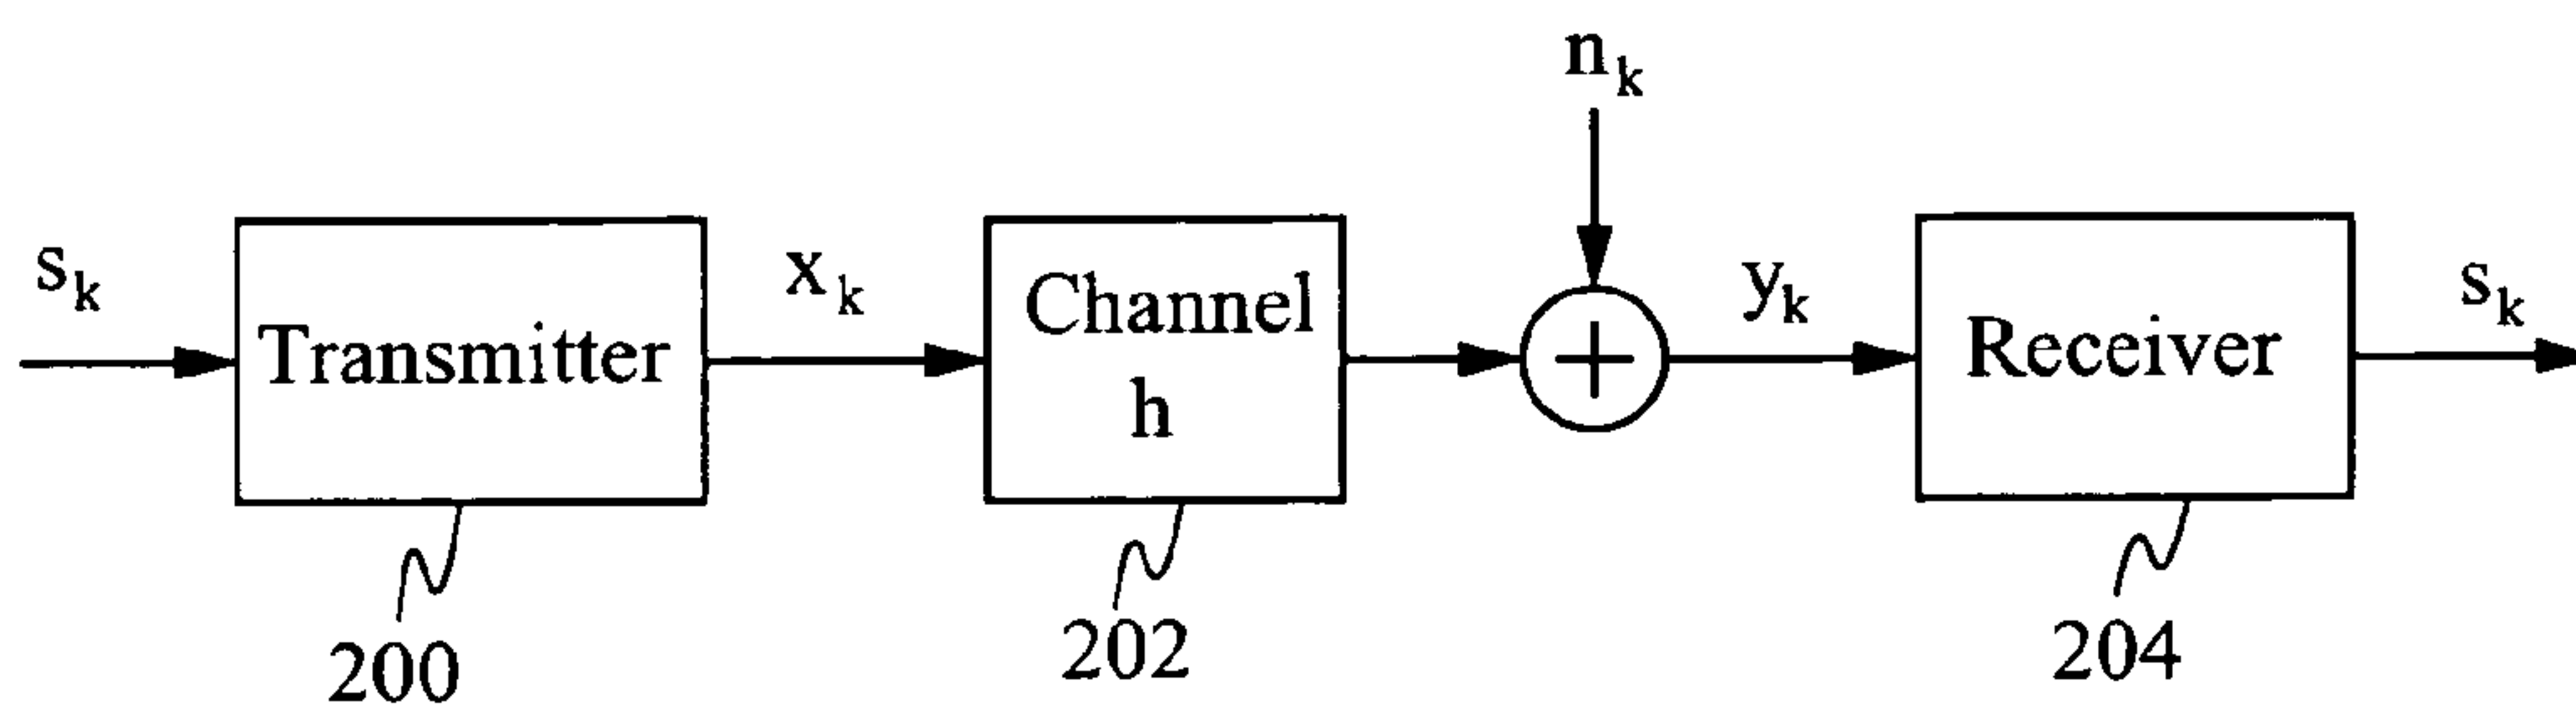 n_k
s_k
Transmitter
x_k
Channel
h
+
y_k
Receiver
s_k
200
202
204